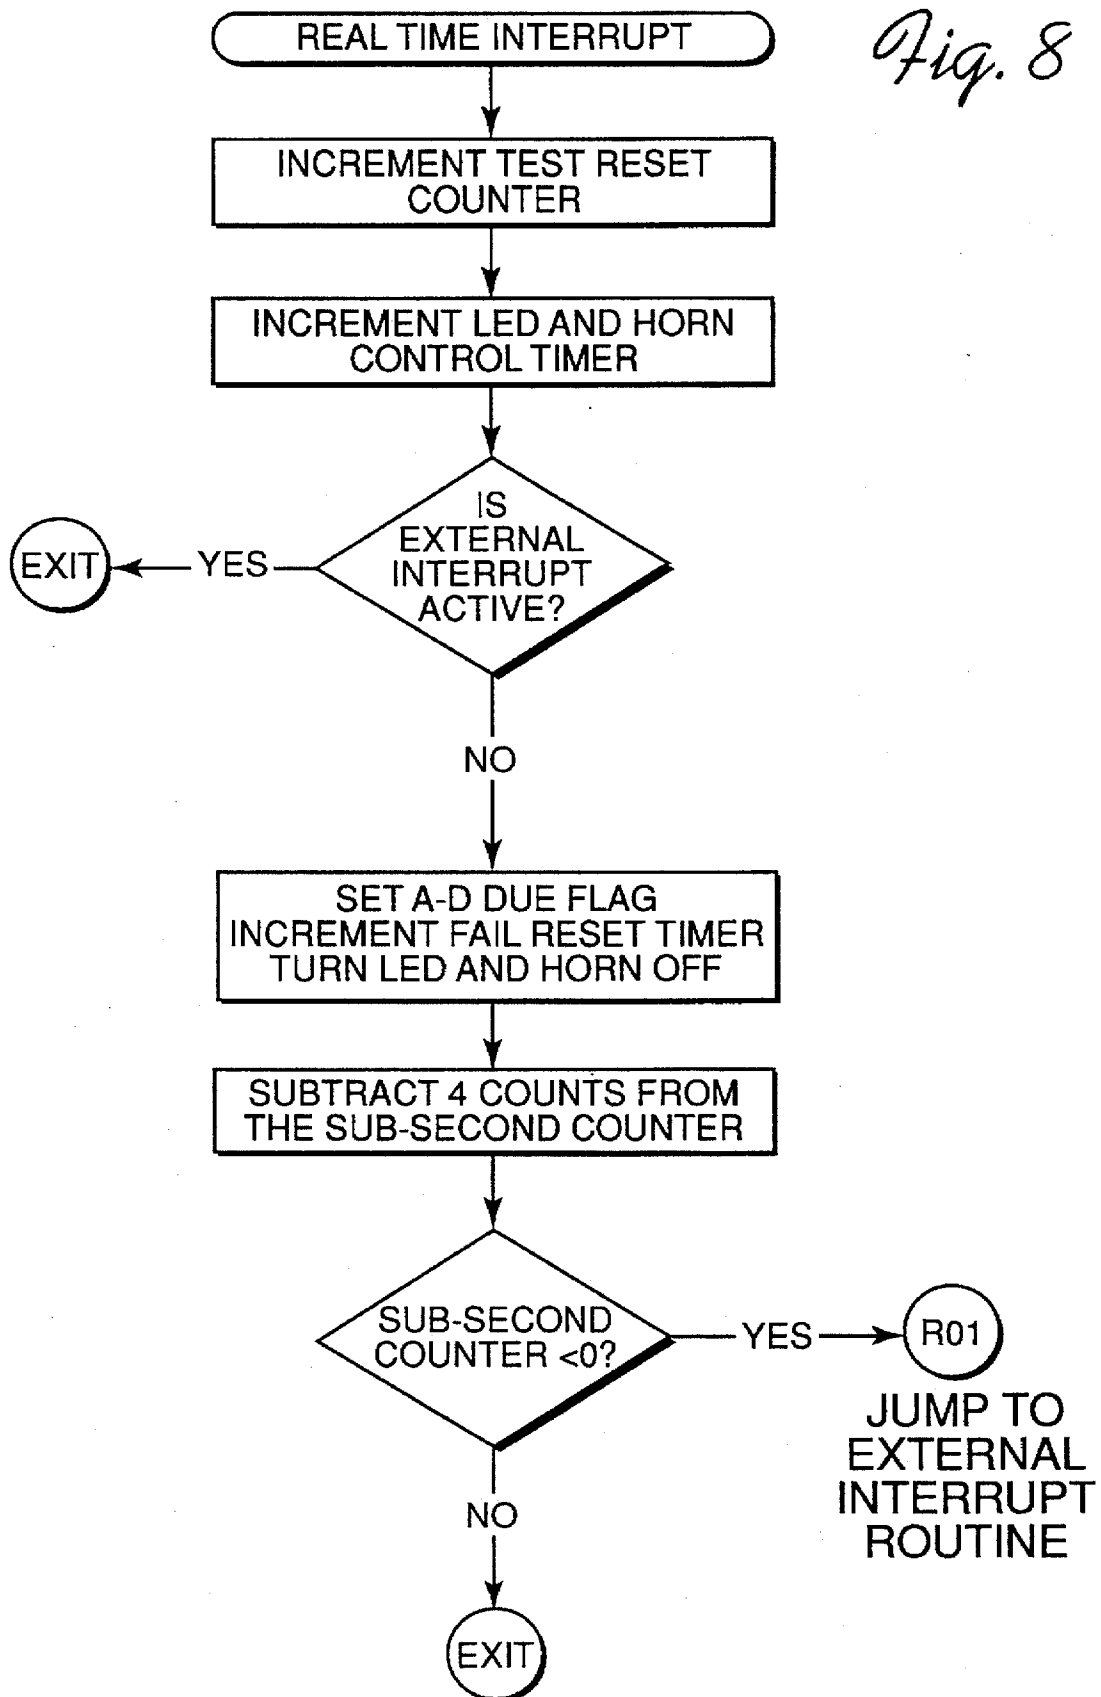 REAL TIME INTERRUPT
Fig. 8
INCREMENT TEST RESET
COUNTER
INCREMENT LED AND HORN
CONTROL TIMER
IS
EXTERNAL
INTERRUPT
ACTIVE?
YES
EXIT
NO
SET A-D DUE FLAG
INCREMENT FAIL RESET TIMER
TURN LED AND HORN OFF
SUBTRACT 4 COUNTS FROM
THE SUB-SECOND COUNTER
SUB-SECOND
COUNTER <0?
YES
R01
JUMP TO
EXTERNAL
INTERRUPT
ROUTINE
NO
EXIT